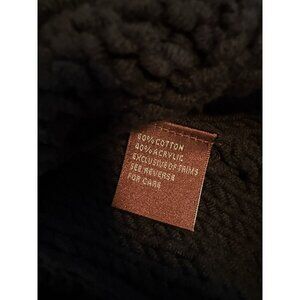 60% COTTON
40% ACRYLIC
EXCLUSIVE OF TRIMS
SEE REVERSE
FOR CARE